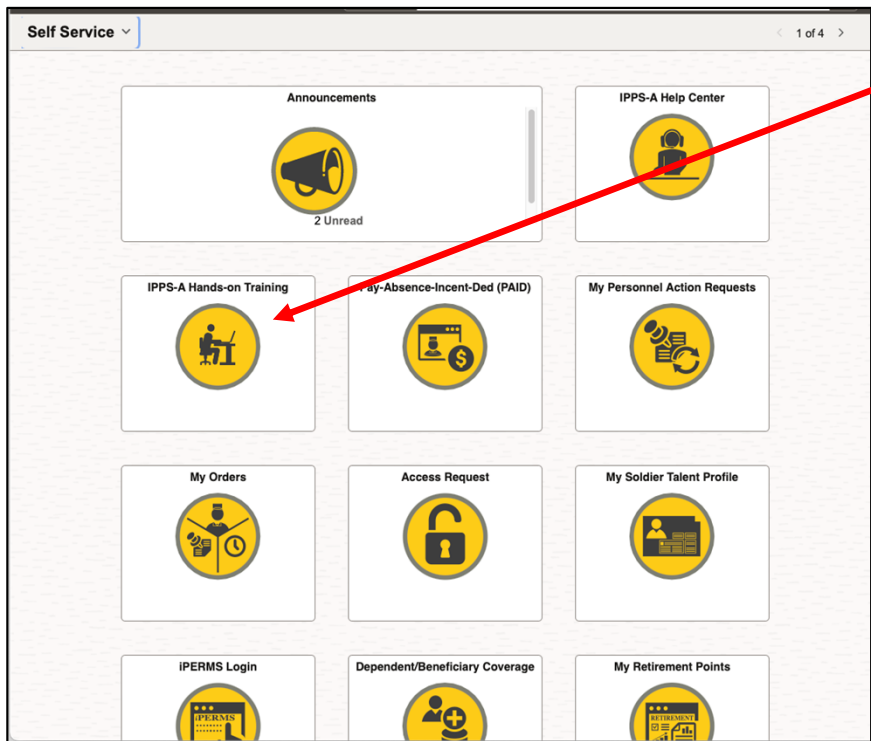 Self Service
1 of 4
Announcements
2 Unread
IPPS-A Help Center
IPPS-A Hands-on Training
Pay-Absence-Incent-Ded (PAID)
My Personnel Action Requests
$
My Orders
Access Request
My Soldier Talent Profile
iPERMS Login
Dependent/Beneficiary Coverage
My Retirement Points
iPERMS
RETIREMENT